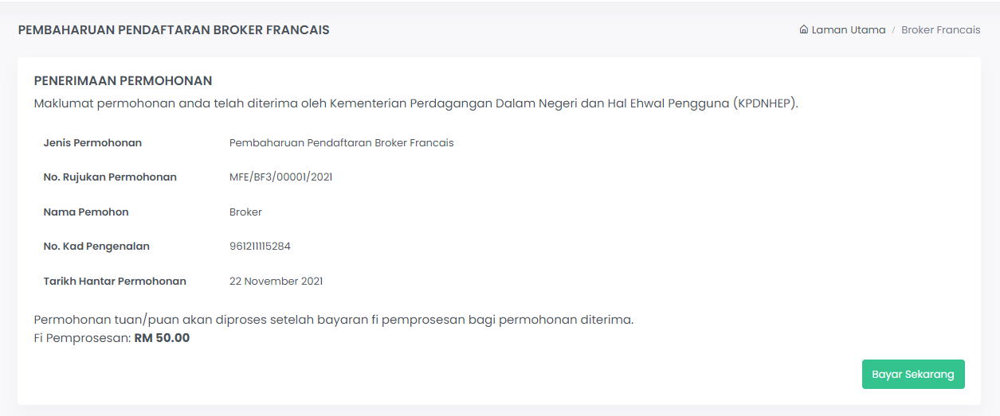 PEMBAHARUAN PENDAFTARAN BROKER FRANCAIS
Laman Utama / Broker Francais
PENERIMAAN PERMOHONAN
Maklumat permohonan anda telah diterima oleh Kementerian Perdagangan Dalam Negeri dan Hal Ehwal Pengguna (KPDNHEP).
Jenis Permohonan Pembaharuan Pendaftaran Broker Francais
No. Rujukan Permohonan MFE/BF3/00001/2021
Nama Pemohon Broker
No. Kad Pengenalan 961211115284
Tarikh Hantar Permohonan 22 November 2021
Permohonan tuan/puan akan diproses setelah bayaran fi pemprosesan bagi permohonan diterima.
Fi Pemprosesan: RM 50.00
Bayar Sekarang